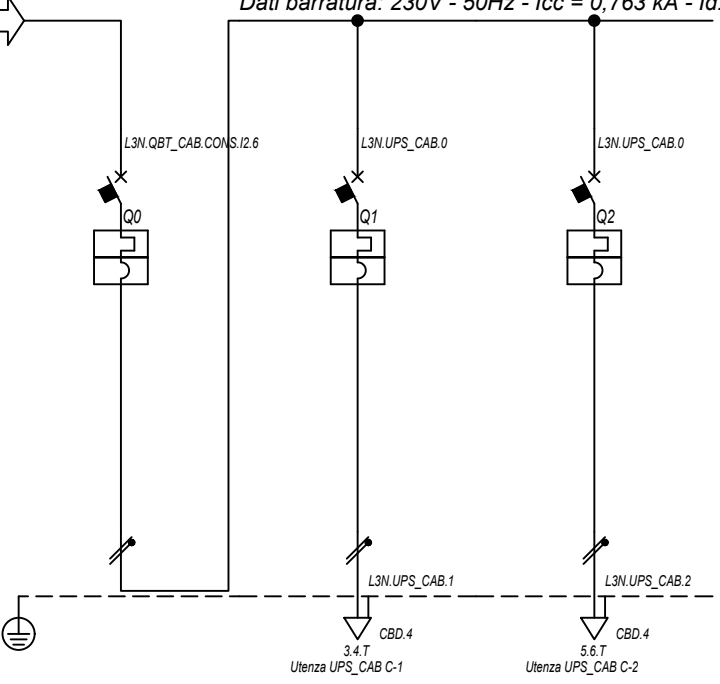 Dati barratura: 230V - 50Hz - Icc = 0,763 kA -
L3N.QBT_CAB.CONS.I2.6
L3N.UPS_CAB.0
L3N.UPS_CAB.0
Q0
Q1
Q2
L3N.UPS_CAB.1
L3N.UPS_CAB.2
CBD.4
CBD.4
3.4.T
5.6.T
Utenza UPS_CAB C-1
Utenza UPS_CAB C-2